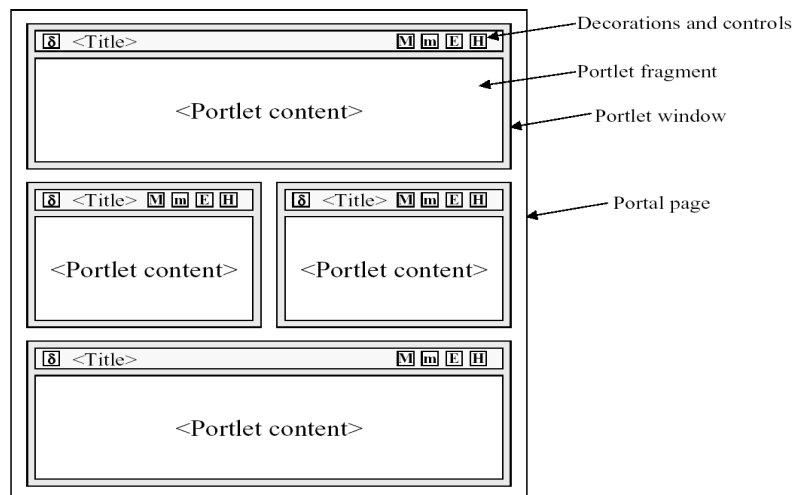 δ <Title> M m E H
Decorations and controls
Portlet fragment
<Portlet content>
Portlet window
δ <Title> M m E H
δ <Title> M m E H
Portal page
<Portlet content>
<Portlet content>
δ <Title> M m E H
<Portlet content>